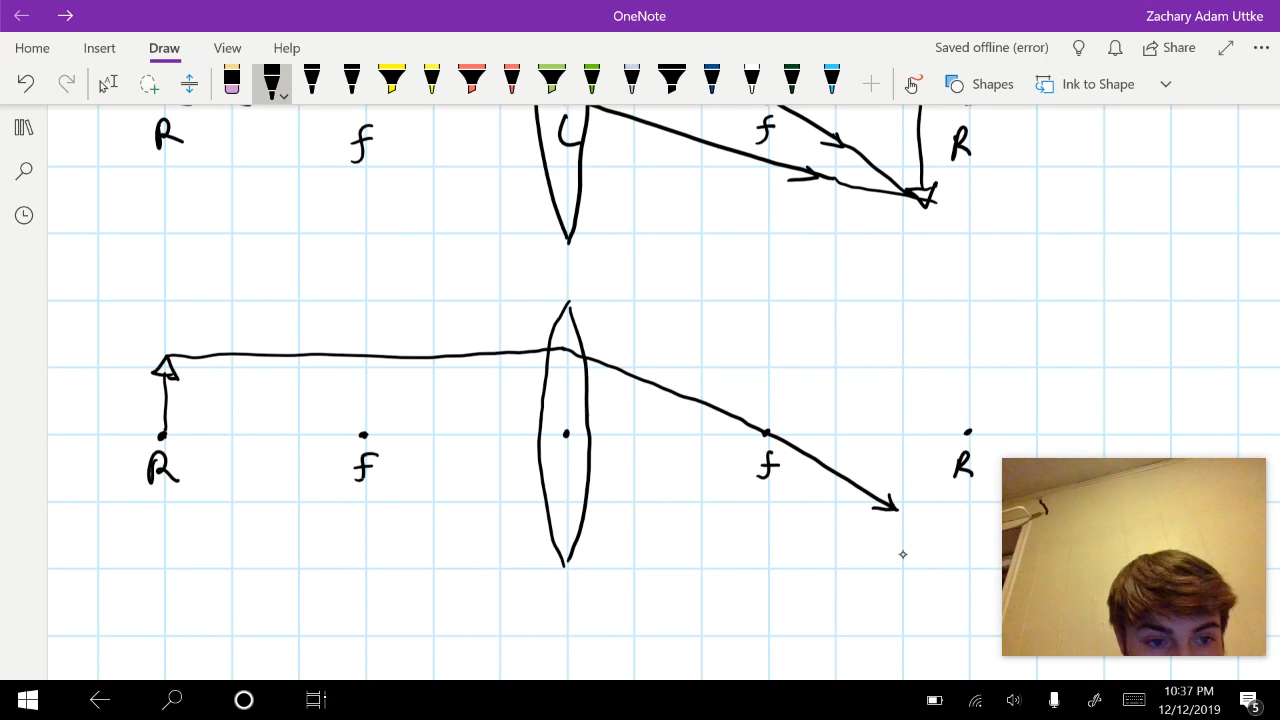 OneNote
Zachary Adam Uttke
Home Insert Draw View Help
Saved offline (error)
Share
Shapes
Ink to Shape
R f C f R
R f f R
10:37 PM
12/12/2019
5